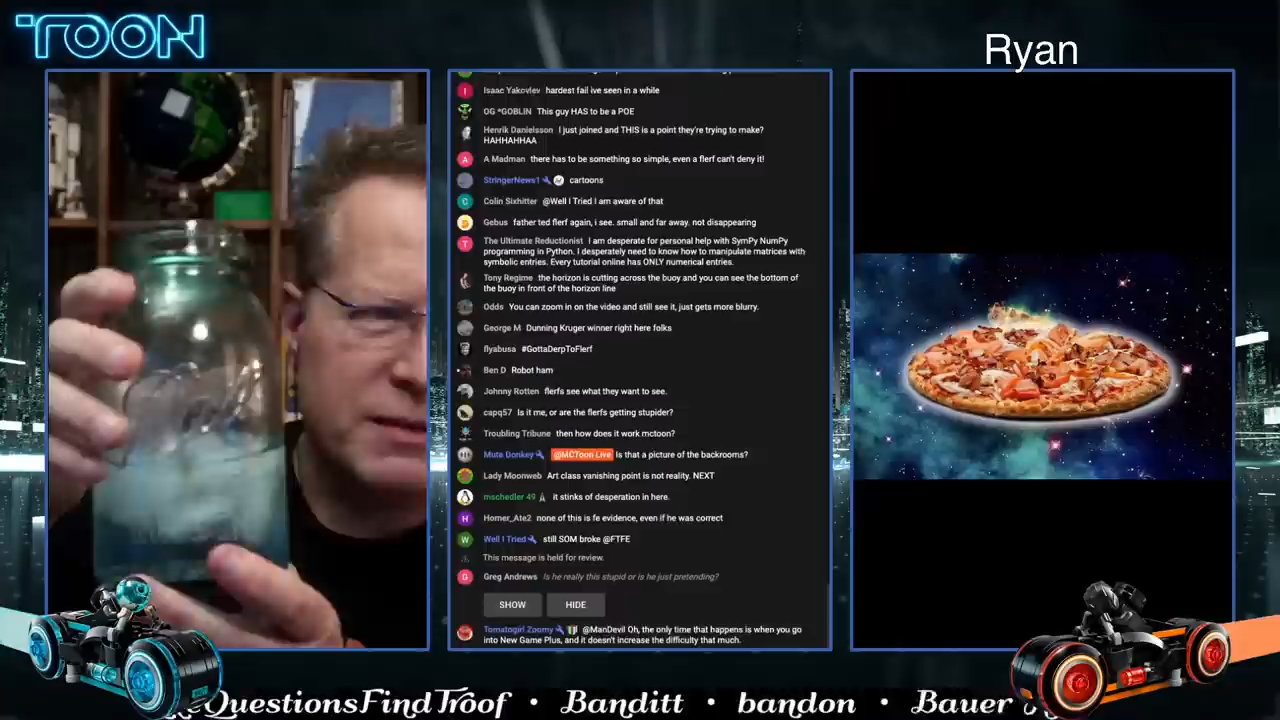 TOON
Ryan
Isaac Yakovlev hardest fail ive seen in a while
OG *GOBLIN This guy HAS to be a POE
Henrik Danielsson I just joined and THIS is a point they're trying to make?
HAHHAHHAA
A Madman there has to be something so simple, even a flerf can't deny it!
StringerNews1 cartoons
Colin Sixhitter @Well I Tried I am aware of that
Gebus father ted flerf again, i see. small and far away. not disappearing
The Ultimate Reductionist I am desperate for personal help with SymPy NumPy
programming in Python. I desperately need to know how to manipulate matrices with
symbolic entries. Every tutorial online has ONLY numerical entries.
Tony Regime the horizon is cutting across the buoy and you can see the bottom of
the buoy in front of the horizon line
Odds You can zoom in on the video and still see it, just gets more blurry.
George M Dunning Kruger winner right here folks
flyabusa #GottaDerpToFlerf
Ben D Robot ham
Johnny Rotten flerfs see what they want to see.
capq57 Is it me, or are the flerfs getting stupider?
Troubling Tribune then how does it work mctoon?
Mute Donkey @MCToon Live Is that a picture of the backrooms?
Lady Moonweb Art class vanishing point is not reality. NEXT
mschedler 49 it stinks of desperation in here.
Homer_Ate2 none of this is fe evidence, even if he was correct
Well I Tried still SOM broke @FTFE
This message is held for review.
Greg Andrews Is he really this stupid or is he just pretending?
SHOW HIDE
Tomatogirl Zoomy @ManDevil Oh, the only time that happens is when you go
into New Game Plus, and it doesn't increase the difficulty that much.
QuestionsFindTroof • Banditt • bandon • Bauer